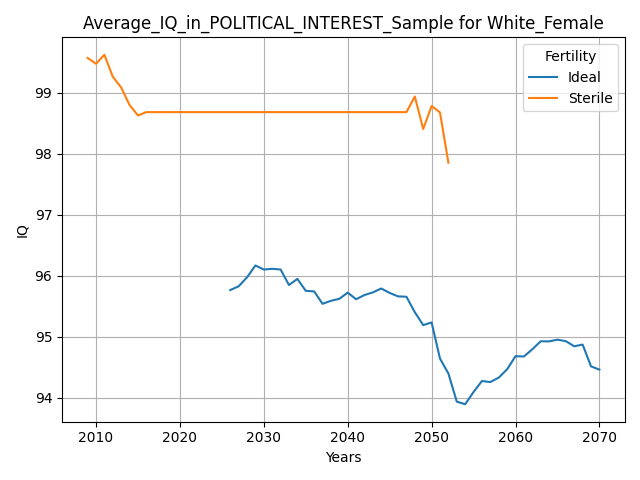 Average_IQ_in_POLITICAL_INTEREST_Sample for White_Female
Fertility
Ideal
Sterile
99
98
97
96
95
94
IQ
2010 2020 2030 2040 2050 2060 2070
Years